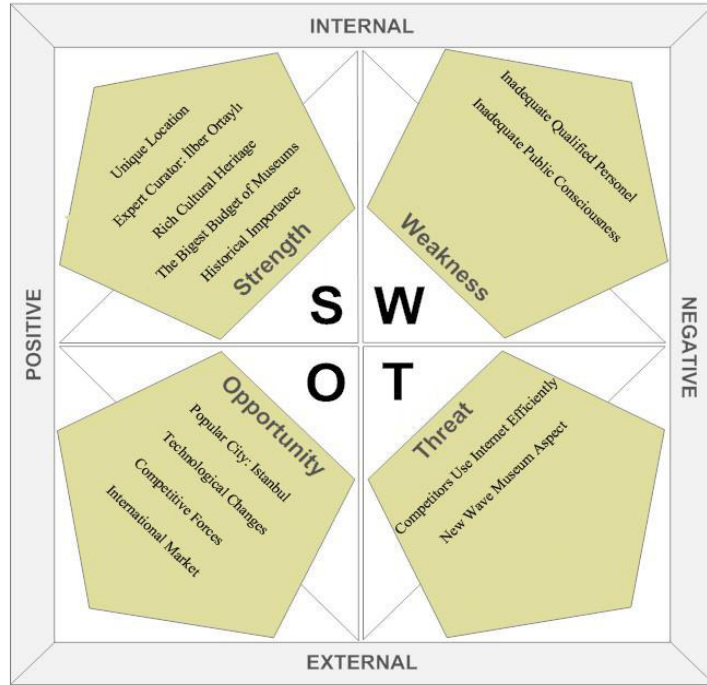 INTERNAL
Unique Location
Expert Curator: İlber Ortaylı
Rich Cultural Heritage
The Bigest Budget of Museums
Historical Importance
Strength
Inadequate Qualified Personel
Inadequate Public Consciousness
Weakness
POSITIVE
S W
O T
NEGATIVE
Opportunity
Popular City: Istanbul
Technological Changes
Competitive Forces
International Market
Threat
Competitors Use Internet Efficiently
New Wave Museum Aspect
EXTERNAL